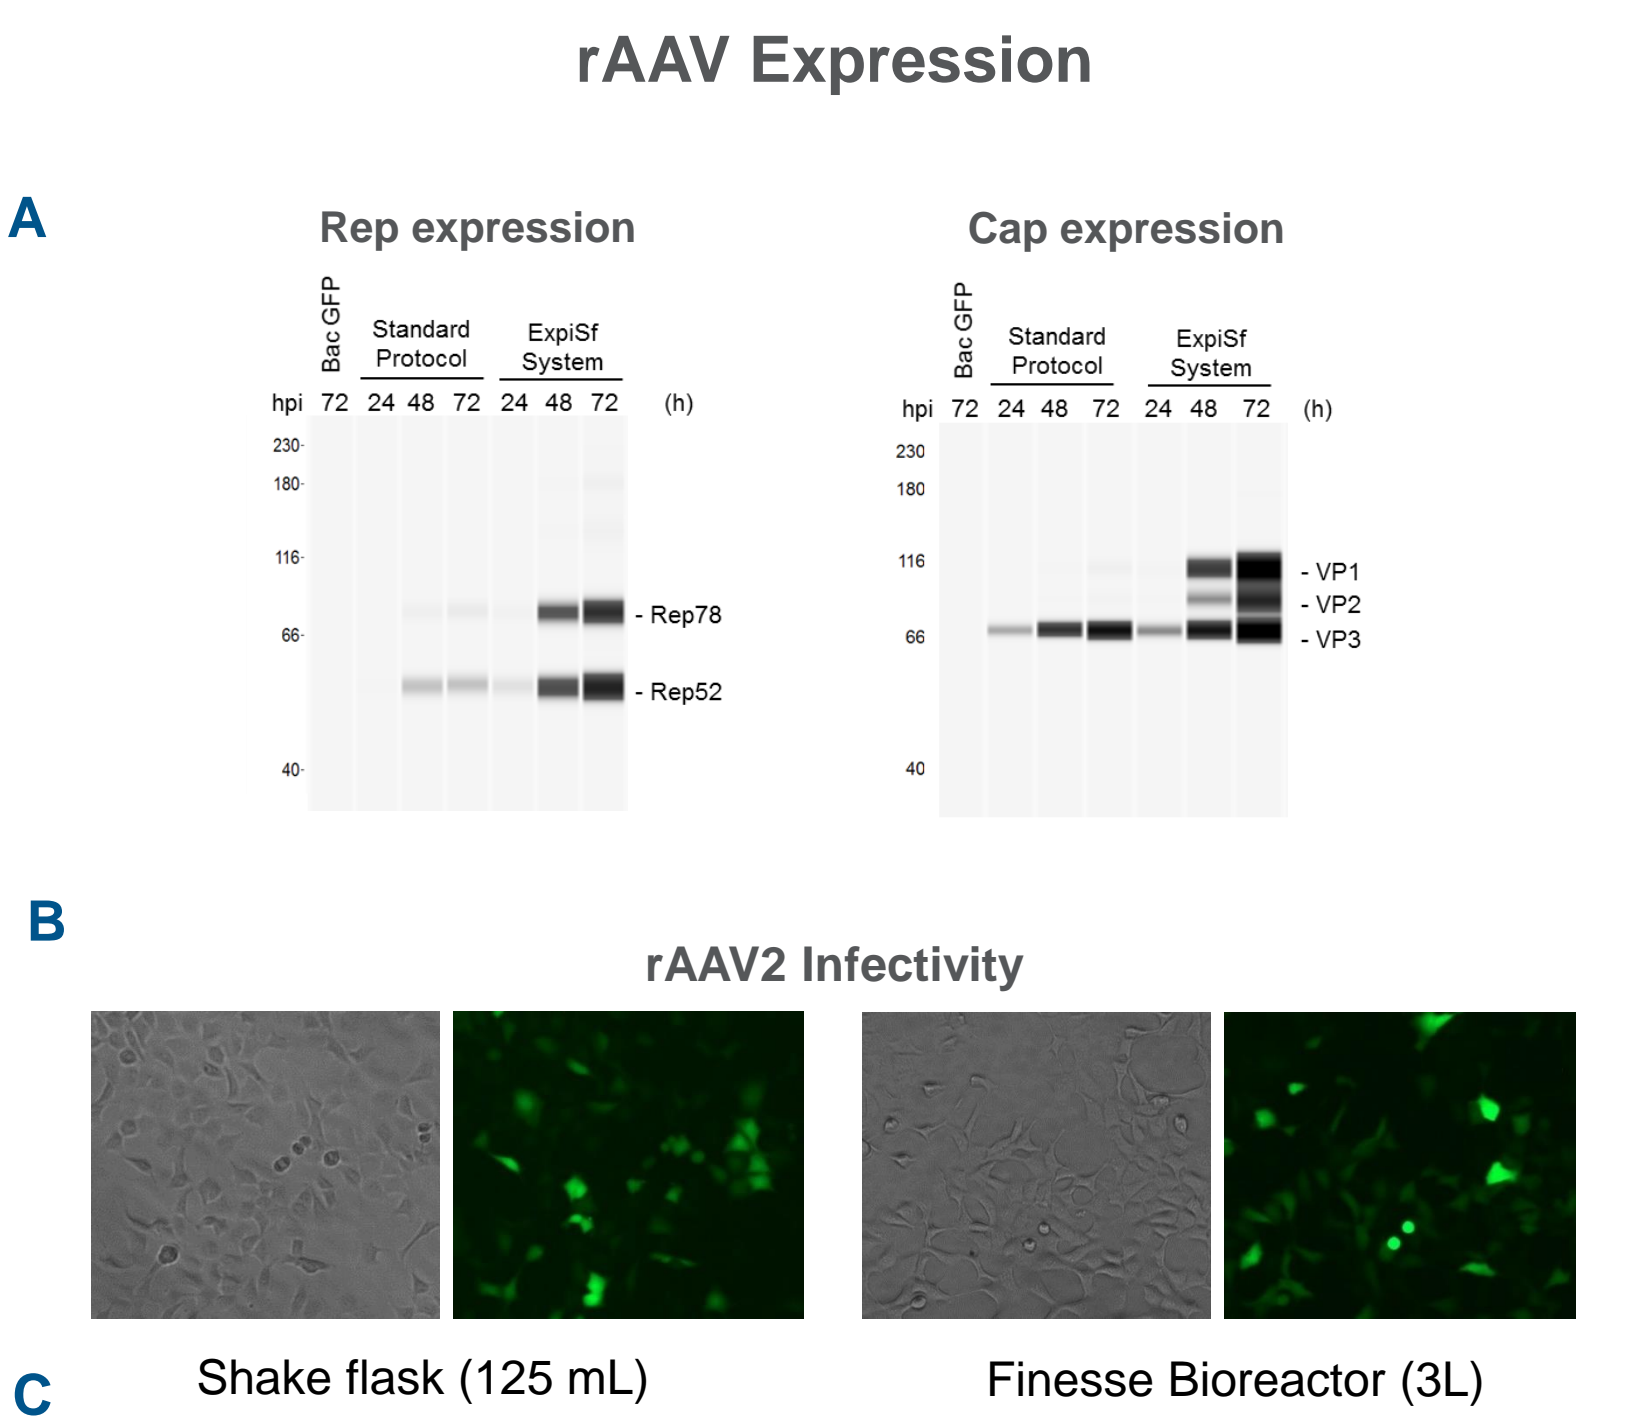 rAAV Expression
A
Rep expression
Cap expression
Bac GFP
Standard
Protocol
ExpiSf
System
hpi 72 24 48 72 24 48 72 (h)
230-
180-
116-
66-
40-
- Rep78
- Rep52
Bac GFP
Standard
Protocol
ExpiSf
System
hpi 72 24 48 72 24 48 72 (h)
230
180
116
66
40
- VP1
- VP2
- VP3
B
rAAV2 Infectivity
Shake flask (125 mL)
Finesse Bioreactor (3L)
C